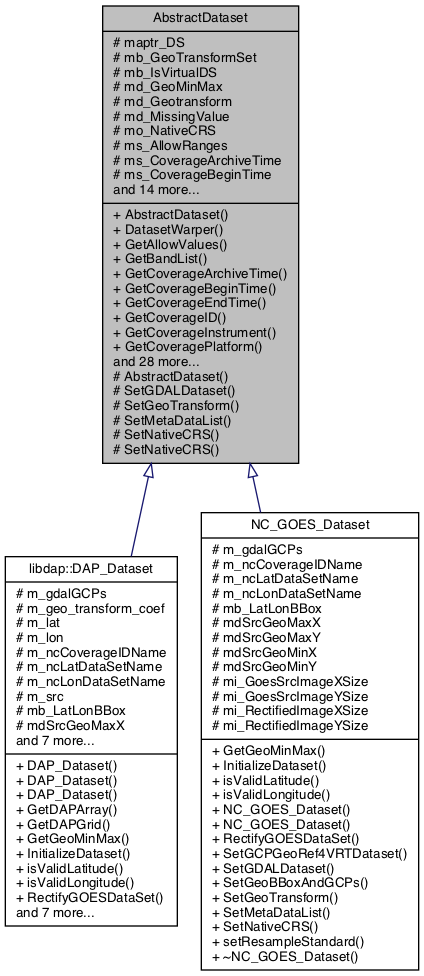 AbstractDataset
# maptr_DS
# mb_GeoTransformSet
# mb_IsVirtualDS
# md_GeoMinMax
# md_Geotransform
# md_MissingValue
# mo_NativeCRS
# ms_AllowRanges
# ms_CoverageArchiveTime
# ms_CoverageBeginTime
and 14 more...
+ AbstractDataset()
+ DatasetWarper()
+ GetAllowValues()
+ GetBandList()
+ GetCoverageArchiveTime()
+ GetCoverageBeginTime()
+ GetCoverageEndTime()
+ GetCoverageID()
+ GetCoverageInstrument()
+ GetCoveragePlatform()
and 28 more...
# AbstractDataset()
# SetGDALDataset()
# SetGeoTransform()
# SetMetaDataList()
# SetNativeCRS()
# SetNativeCRS()
libdap::DAP_Dataset
# m_gdalGCPs
# m_geo_transform_coef
# m_lat
# m_lon
# m_ncCoverageIDName
# m_ncLatDataSetName
# m_ncLonDataSetName
# m_src
# mb_LatLonBBox
# mdSrcGeoMaxX
and 7 more...
+ DAP_Dataset()
+ DAP_Dataset()
+ DAP_Dataset()
+ GetDAPArray()
+ GetDAPGrid()
+ GetGeoMinMax()
+ InitializeDataset()
+ isValidLatitude()
+ isValidLongitude()
+ RectifyGOESDataSet()
and 7 more...
NC_GOES_Dataset
# m_gdalGCPs
# m_ncCoverageIDName
# m_ncLatDataSetName
# m_ncLonDataSetName
# mb_LatLonBBox
# mdSrcGeoMaxX
# mdSrcGeoMaxY
# mdSrcGeoMinX
# mdSrcGeoMinY
# mi_GoesSrcImageXSize
# mi_GoesSrcImageYSize
# mi_RectifiedImageXSize
# mi_RectifiedImageYSize
+ GetGeoMinMax()
+ InitializeDataset()
+ isValidLatitude()
+ isValidLongitude()
+ NC_GOES_Dataset()
+ NC_GOES_Dataset()
+ RectifyGOESDataSet()
+ SetGCPGeoRef4VRTDataset()
+ SetGDALDataset()
+ SetGeoBBoxAndGCPs()
+ SetGeoTransform()
+ SetMetaDataList()
+ SetNativeCRS()
+ setResampleStandard()
+ ~NC_GOES_Dataset()